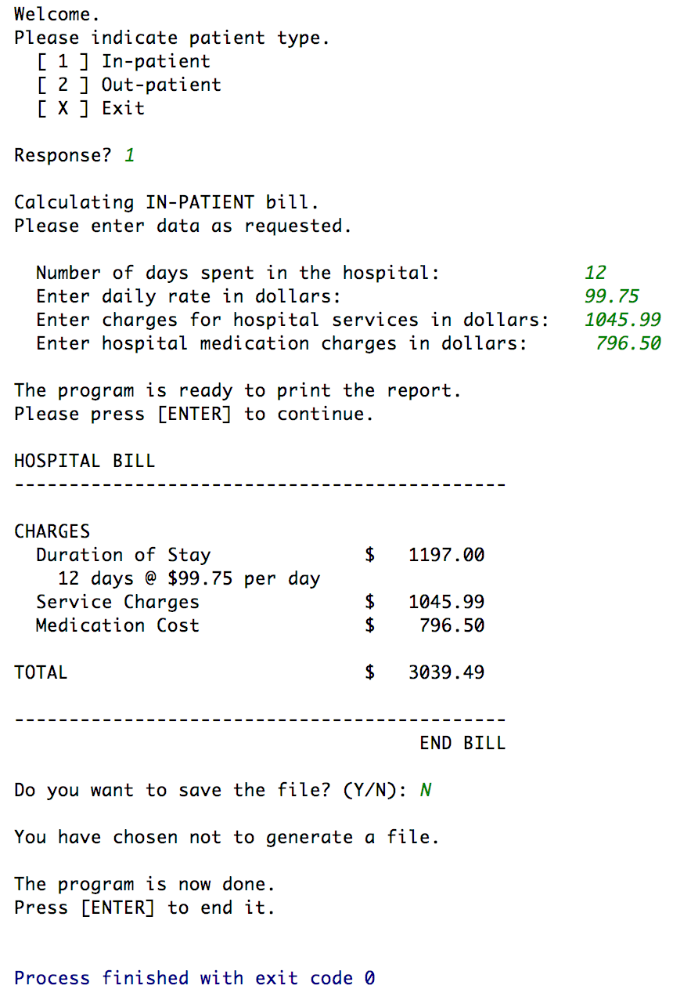 Welcome.
Please indicate patient type.
  [ 1 ] In-patient
  [ 2 ] Out-patient
  [ X ] Exit

Response? 1

Calculating IN-PATIENT bill.
Please enter data as requested.

  Number of days spent in the hospital:             12
  Enter daily rate in dollars:                      99.75
  Enter charges for hospital services in dollars:   1045.99
  Enter hospital medication charges in dollars:      796.50

The program is ready to print the report.
Please press [ENTER] to continue.

HOSPITAL BILL
---------------------------------------------

CHARGES
  Duration of Stay              $   1197.00
    12 days @ $99.75 per day
  Service Charges               $   1045.99
  Medication Cost               $    796.50

TOTAL                           $   3039.49

---------------------------------------------
                                     END BILL

Do you want to save the file? (Y/N): N

You have chosen not to generate a file.

The program is now done.
Press [ENTER] to end it.


Process finished with exit code 0